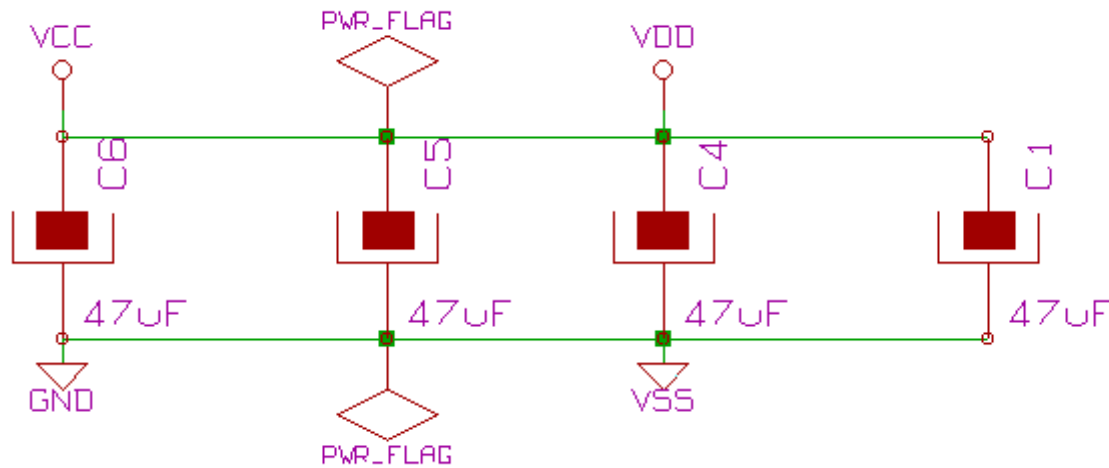 PWR_FLAG
VCC
VDD
C6
C5
C4
C1
47uF
47uF
47uF
47uF
GND
VSS
PWR_FLAG